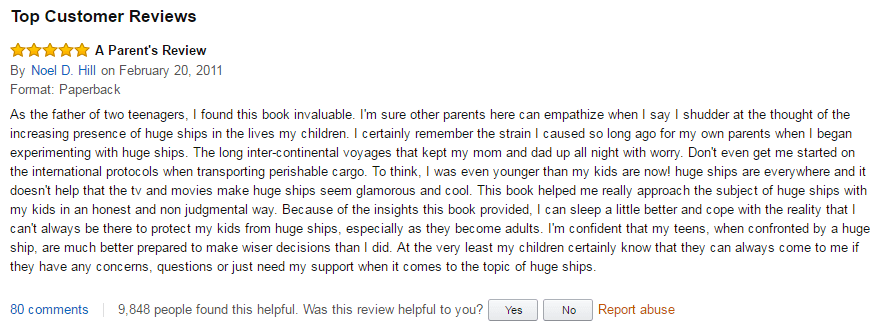 Top Customer Reviews
A Parent's Review
By Noel D. Hill on February 20, 2011
Format: Paperback
As the father of two teenagers, I found this book invaluable. I'm sure other parents here can empathize when I say I shudder at the thought of the
increasing presence of huge ships in the lives my children. I certainly remember the strain I caused so long ago for my own parents when I began
experimenting with huge ships. The long inter-continental voyages that kept my mom and dad up all night with worry. Don't even get me started on
the international protocols when transporting perishable cargo. To think, I was even younger than my kids are now! huge ships are everywhere and it
doesn't help that the tv and movies make huge ships seem glamorous and cool. This book helped me really approach the subject of huge ships with
my kids in an honest and non judgmental way. Because of the insights this book provided, I can sleep a little better and cope with the reality that I
can't always be there to protect my kids from huge ships, especially as they become adults. I'm confident that my teens, when confronted by a huge
ship, are much better prepared to make wiser decisions than I did. At the very least my children certainly know that they can always come to me if
they have any concerns, questions or just need my support when it comes to the topic of huge ships.
80 comments 9,848 people found this helpful. Was this review helpful to you? Yes No Report abuse